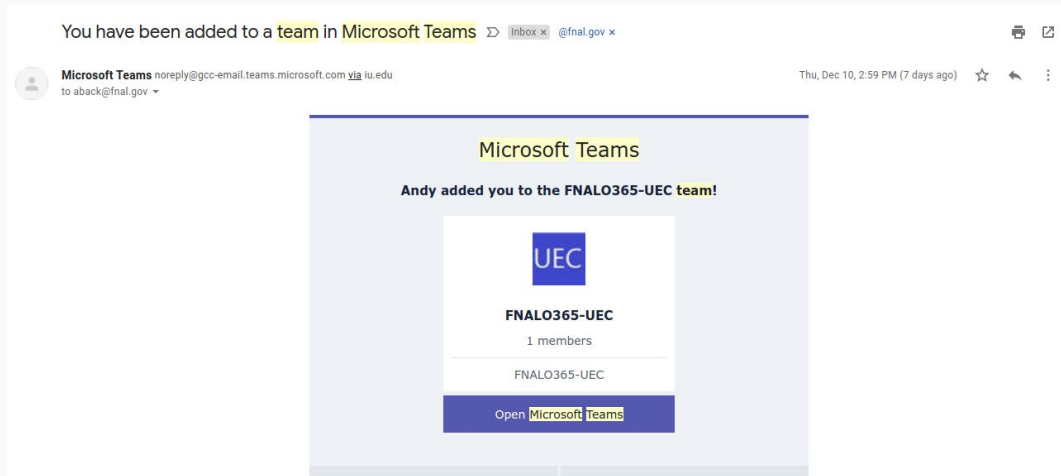 You have been added to a team in Microsoft Teams Inbox × @fnal.gov ×
Microsoft Teams noreply@gcc-email.teams.microsoft.com via iu.edu Thu, Dec 10, 2:59 PM (7 days ago)
to aback@fnal.gov
Microsoft Teams
Andy added you to the FNALO365-UEC team!
UEC
FNALO365-UEC
1 members
FNALO365-UEC
Open Microsoft Teams